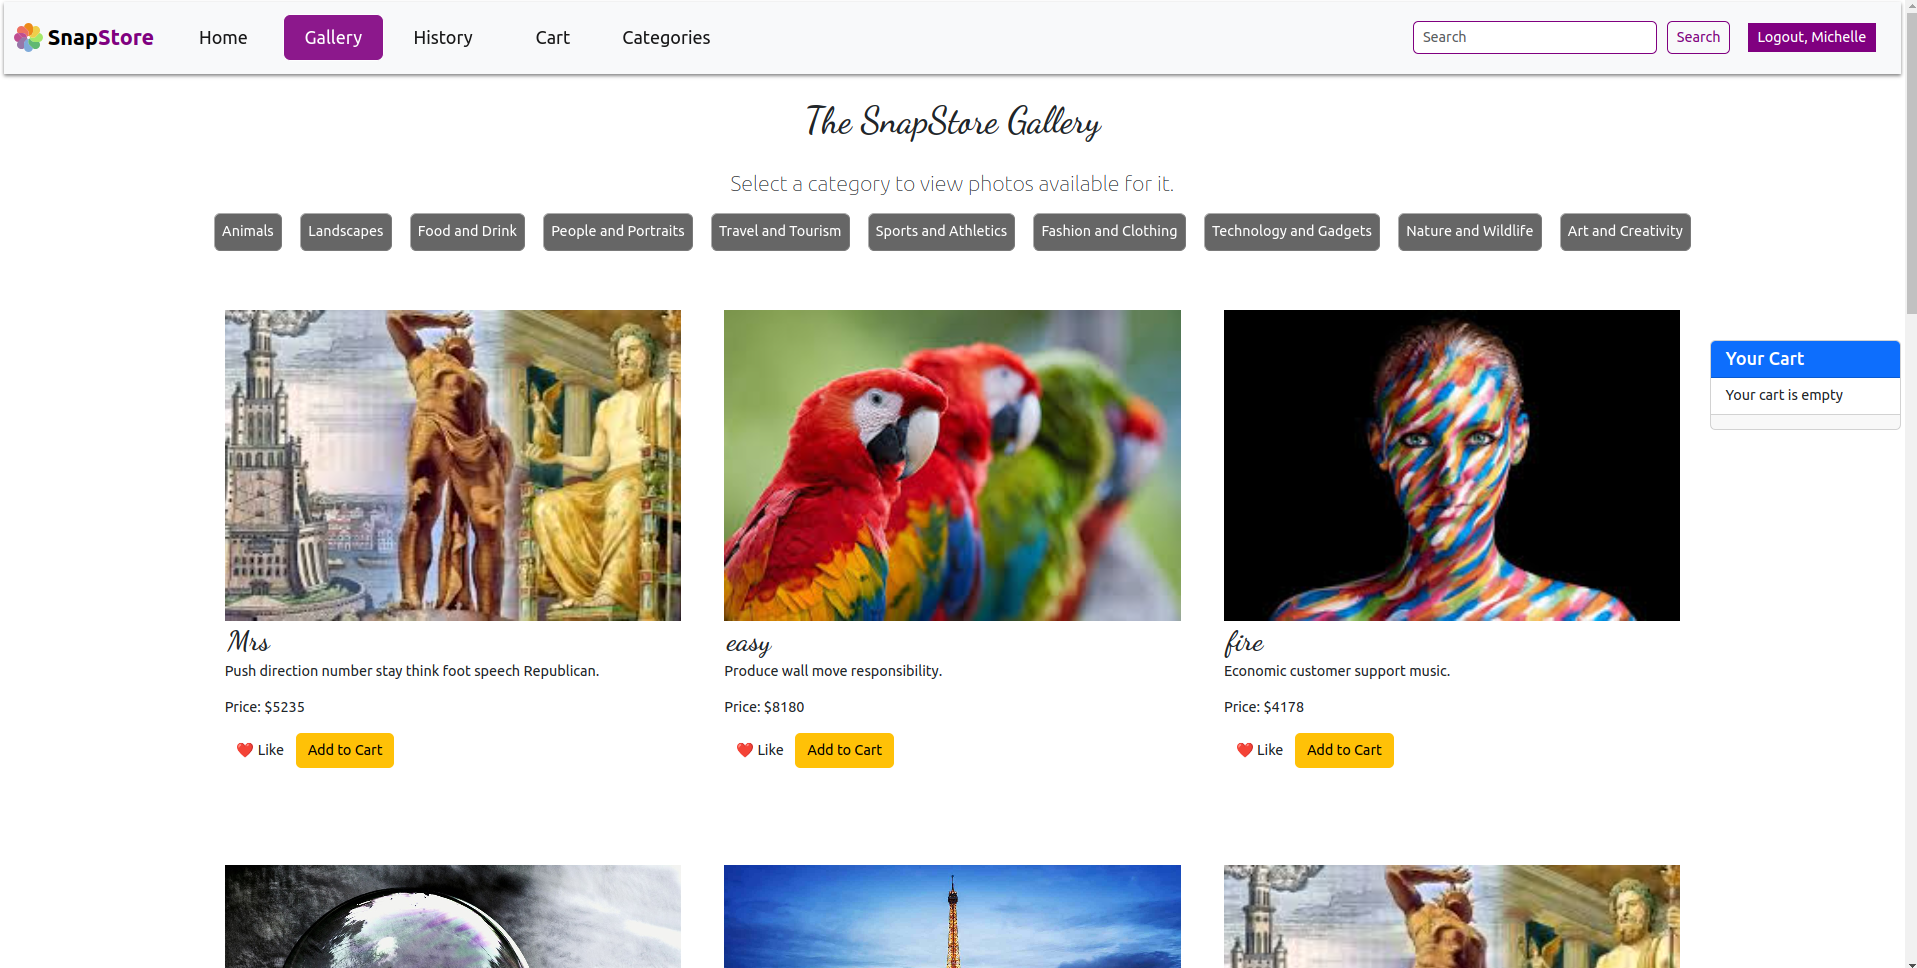 SnapStore Home Gallery History Cart Categories Search Search Logout, Michelle
The SnapStore Gallery
Select a category to view photos available for it.
Animals Landscapes Food and Drink People and Portraits Travel and Tourism Sports and Athletics Fashion and Clothing Technology and Gadgets Nature and Wildlife Art and Creativity
Your Cart
Your cart is empty
Mrs
Push direction number stay think foot speech Republican.
Price: $5235
Like Add to Cart
easy
Produce wall move responsibility.
Price: $8180
Like Add to Cart
fire
Economic customer support music.
Price: $4178
Like Add to Cart